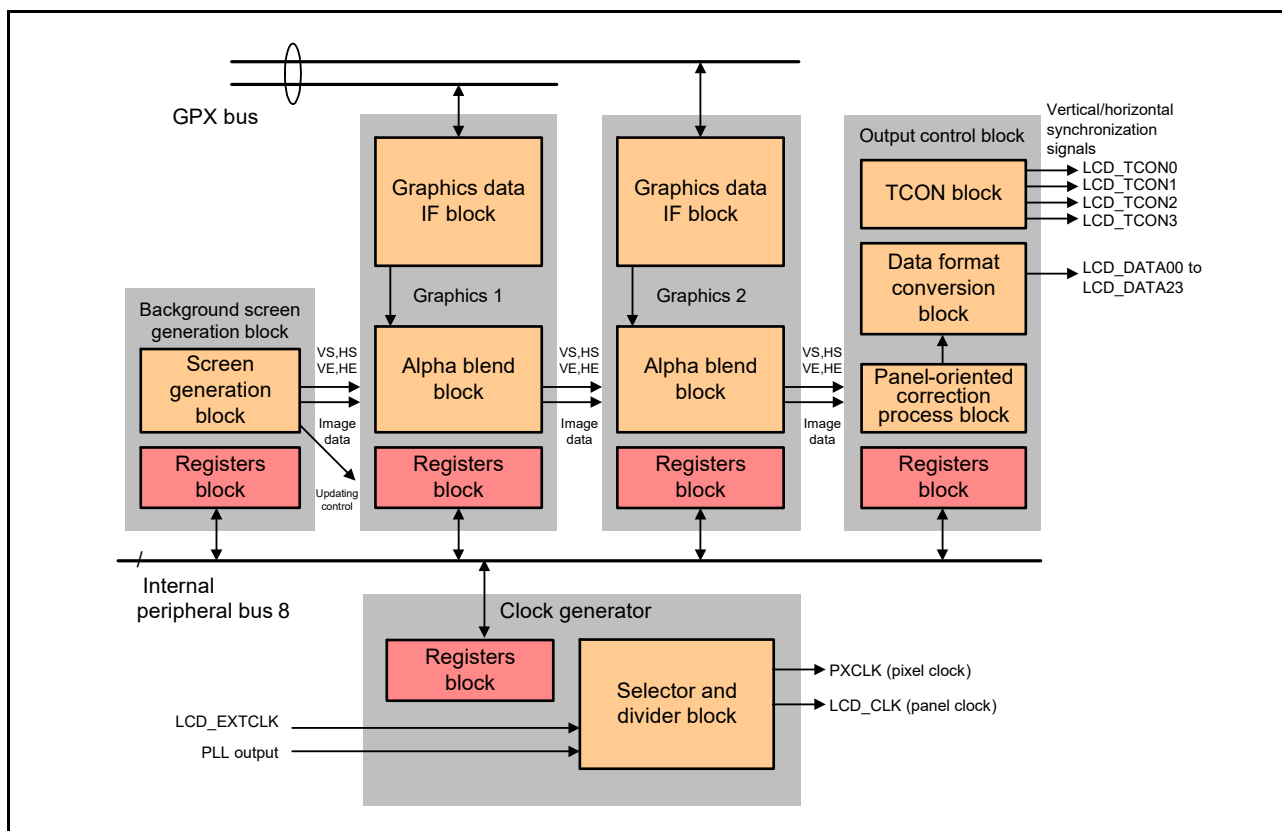 GPX bus
Graphics data
IF block
Graphics 1
Alpha blend
block
Registers
block
Graphics data
IF block
Graphics 2
Alpha blend
block
Registers
block
Output control block
TCON block
Data format
conversion
block
Panel-oriented
correction
process block
Registers
block
Vertical/horizontal
synchronization
signals
LCD_TCON0
LCD_TCON1
LCD_TCON2
LCD_TCON3
LCD_DATA00 to
LCD_DATA23
Background screen
generation block
Screen
generation
block
Registers
block
VS,HS
VE,HE
Image
data
Updating
control
VS,HS
VE,HE
Image
data
VS,HS
VE,HE
Image
data
Internal
peripheral bus 8
Clock generator
Registers
block
Selector and
divider block
LCD_EXTCLK
PLL output
PXCLK (pixel clock)
LCD_CLK (panel clock)